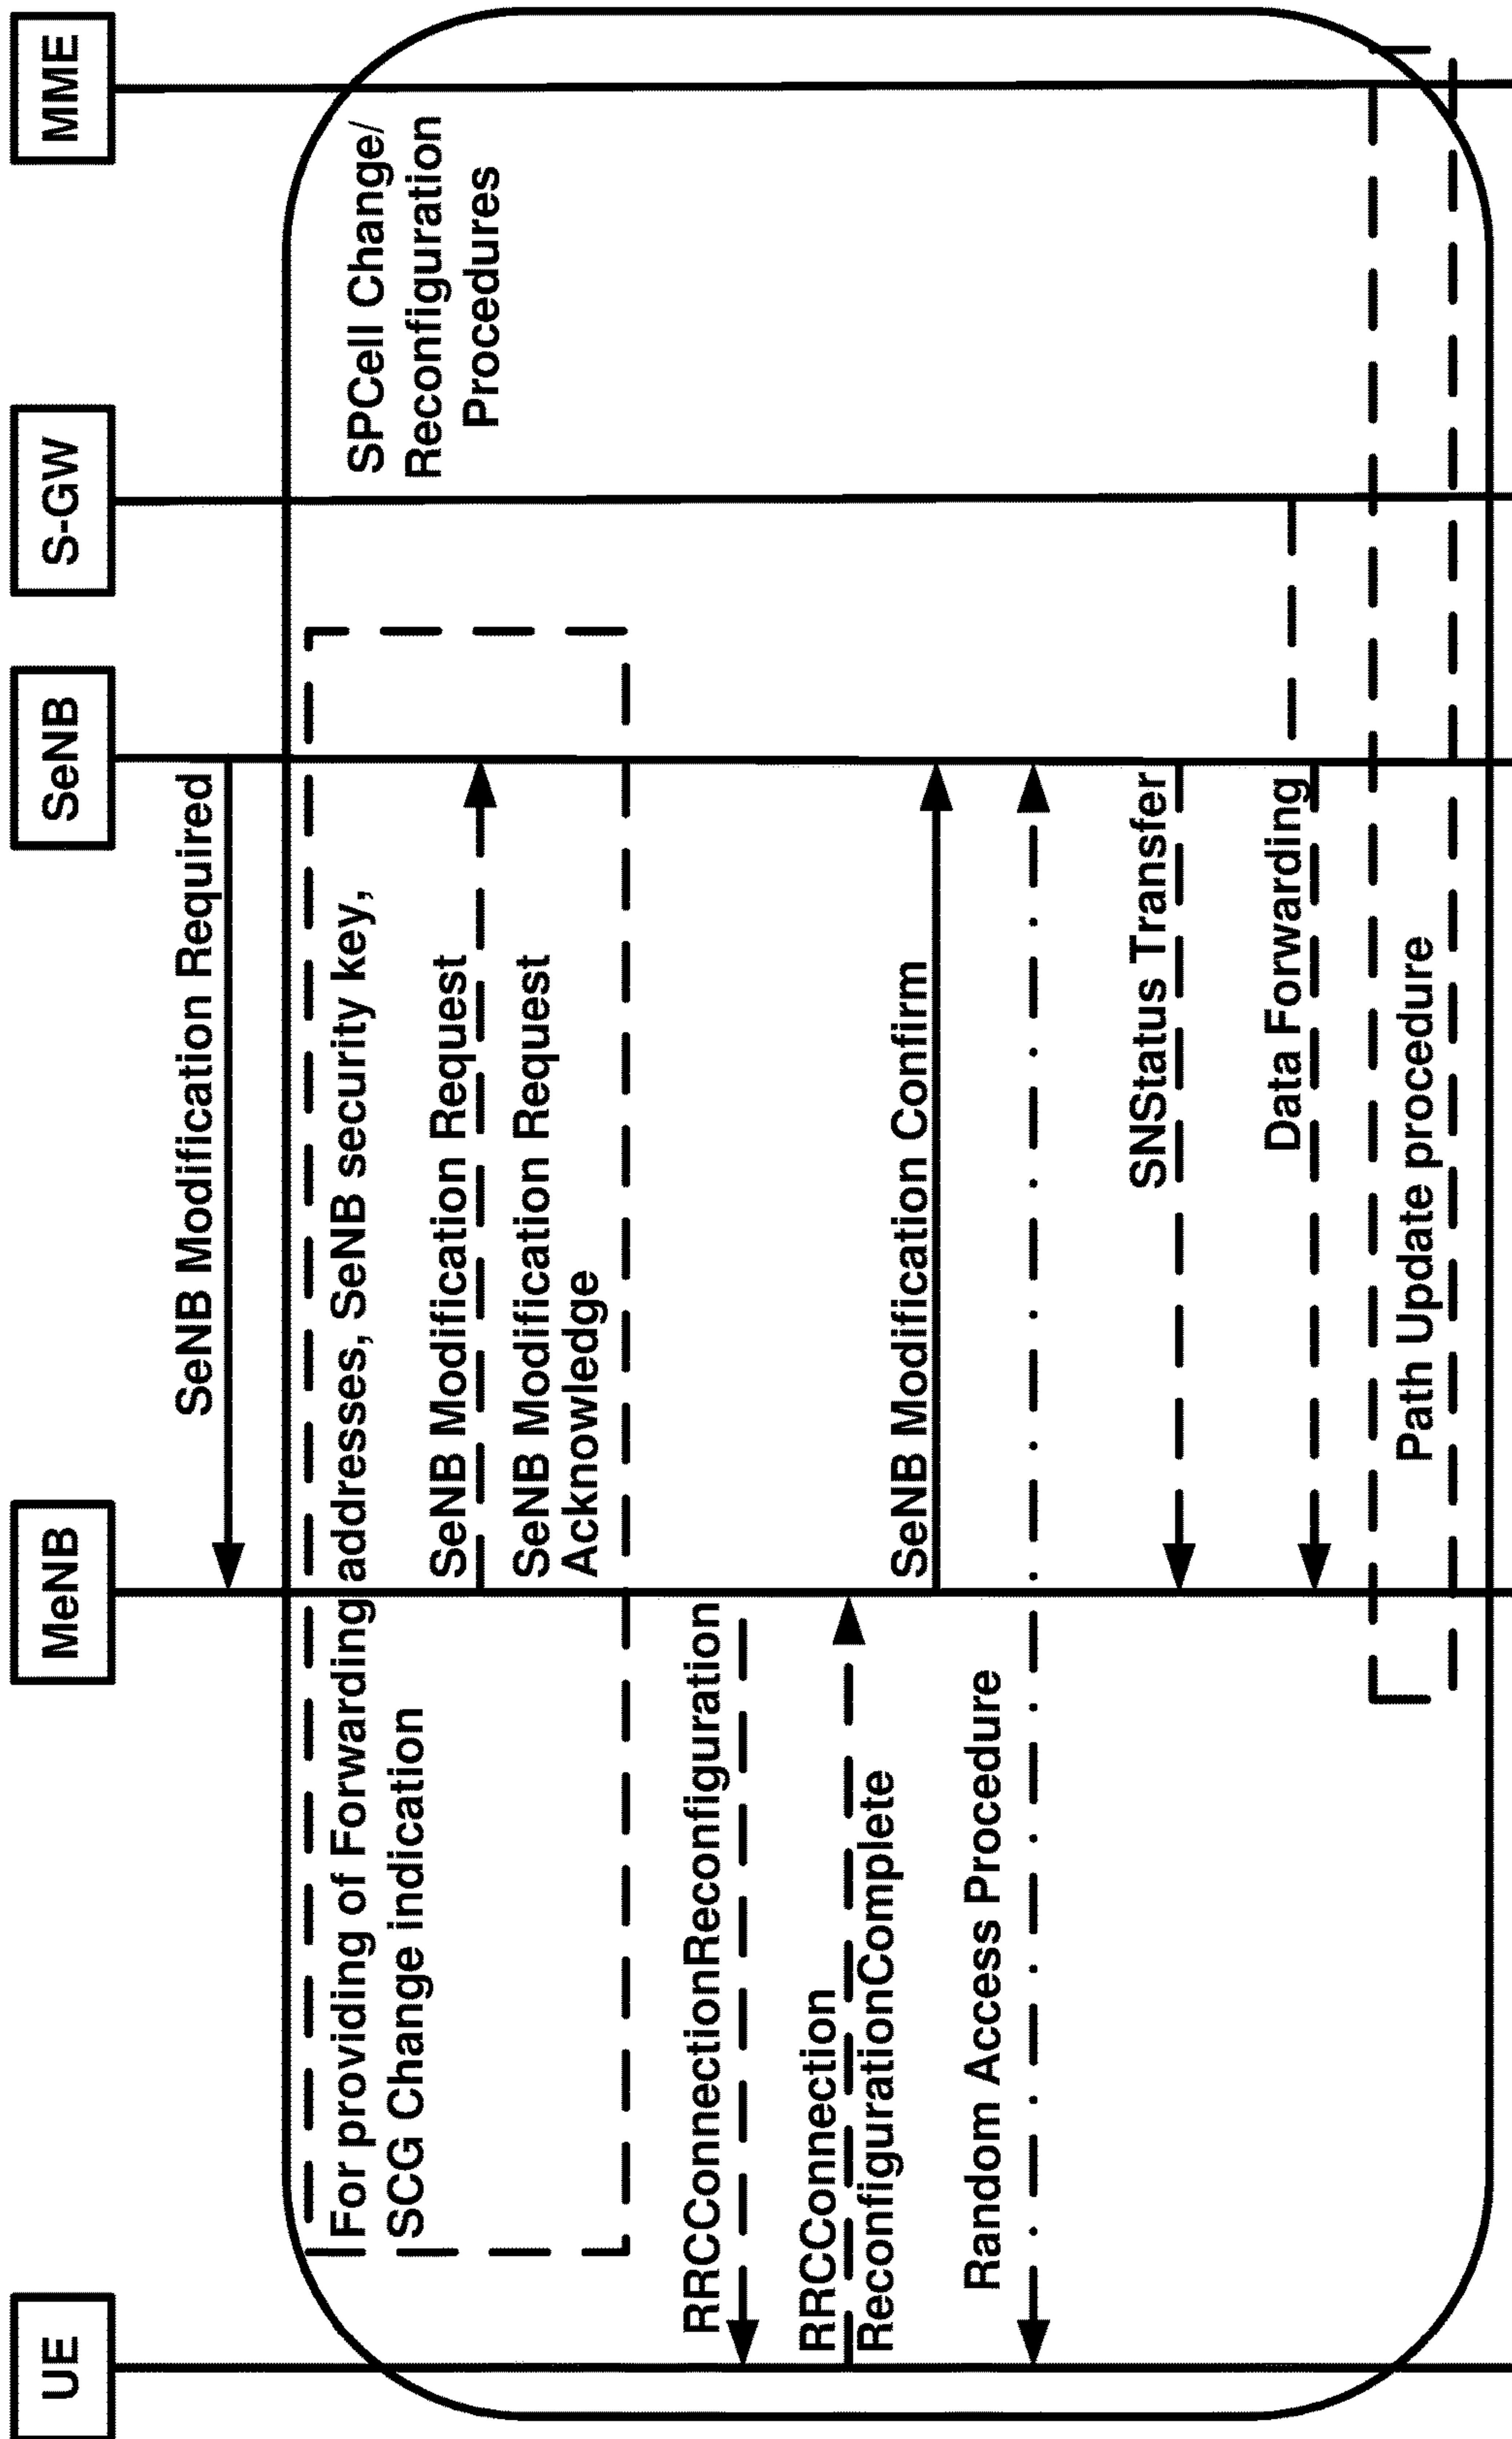 UE
MeNB
SeNB
S-GW
MME
SeNB Modification Required
SPCell Change/
Reconfiguration
Procedures
For providing of Forwarding addresses, SeNB security key,
SCG Change indication
SeNB Modification Request
SeNB Modification Request
Acknowledge
RRCConnectionReconfiguration
RRCConnection
ReconfigurationComplete
SeNB Modification Confirm
Random Access Procedure
SNStatus Transfer
Data Forwarding
Path Update procedure